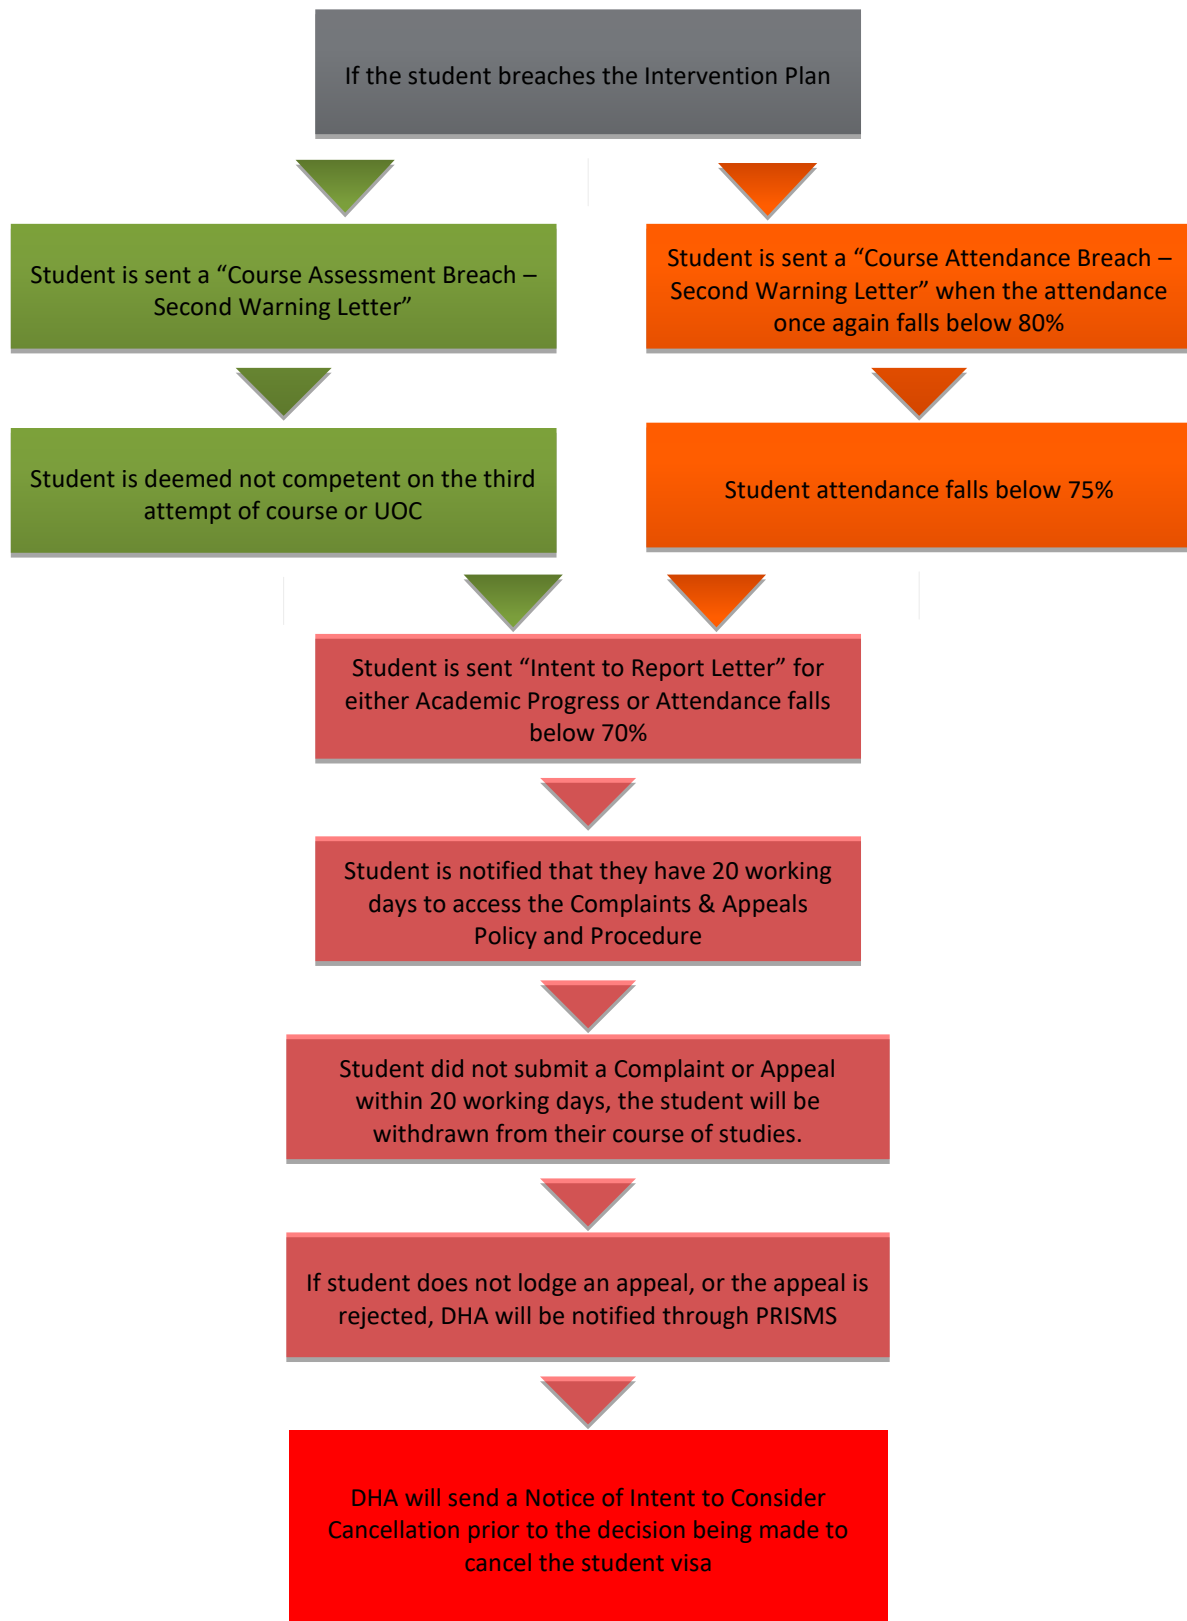 If the student breaches the Intervention Plan
Student is sent a “Course Assessment Breach –
Second Warning Letter”
Student is sent a “Course Attendance Breach –
Second Warning Letter” when the attendance
once again falls below 80%
Student is deemed not competent on the third
attempt of course or UOC
Student attendance falls below 75%
Student is sent “Intent to Report Letter” for
either Academic Progress or Attendance falls
below 70%
Student is notified that they have 20 working
days to access the Complaints & Appeals
Policy and Procedure
Student did not submit a Complaint or Appeal
within 20 working days, the student will be
withdrawn from their course of studies.
If student does not lodge an appeal, or the appeal is
rejected, DHA will be notified through PRISMS
DHA will send a Notice of Intent to Consider
Cancellation prior to the decision being made to
cancel the student visa